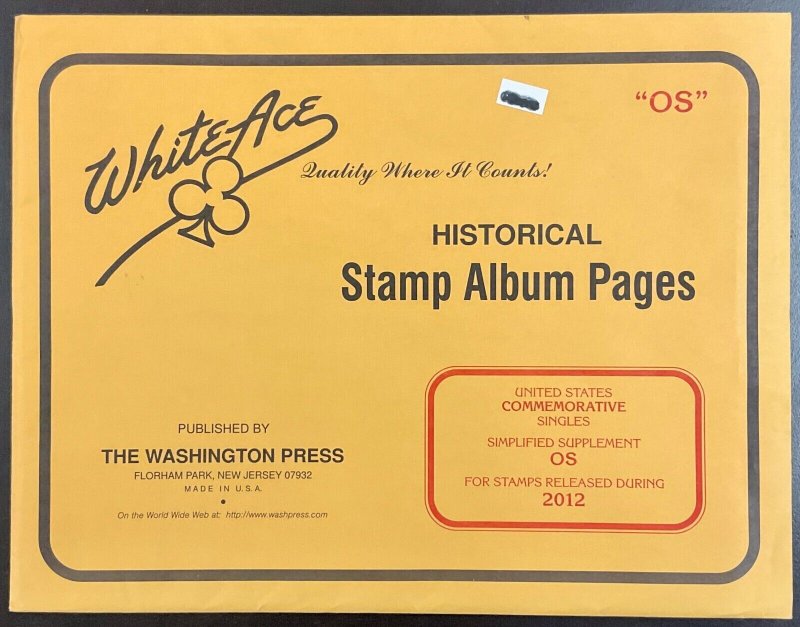 "OS"
WhiteAce
Quality Where It Counts!
HISTORICAL
Stamp Album Pages
UNITED STATES
COMMEMORATIVE
SINGLES
SIMPLIFIED SUPPLEMENT
OS
FOR STAMPS RELEASED DURING
2012
PUBLISHED BY
THE WASHINGTON PRESS
FLORHAM PARK, NEW JERSEY 07932
MADE IN U.S.A.
On the World Wide Web at: http://www.washpress.com